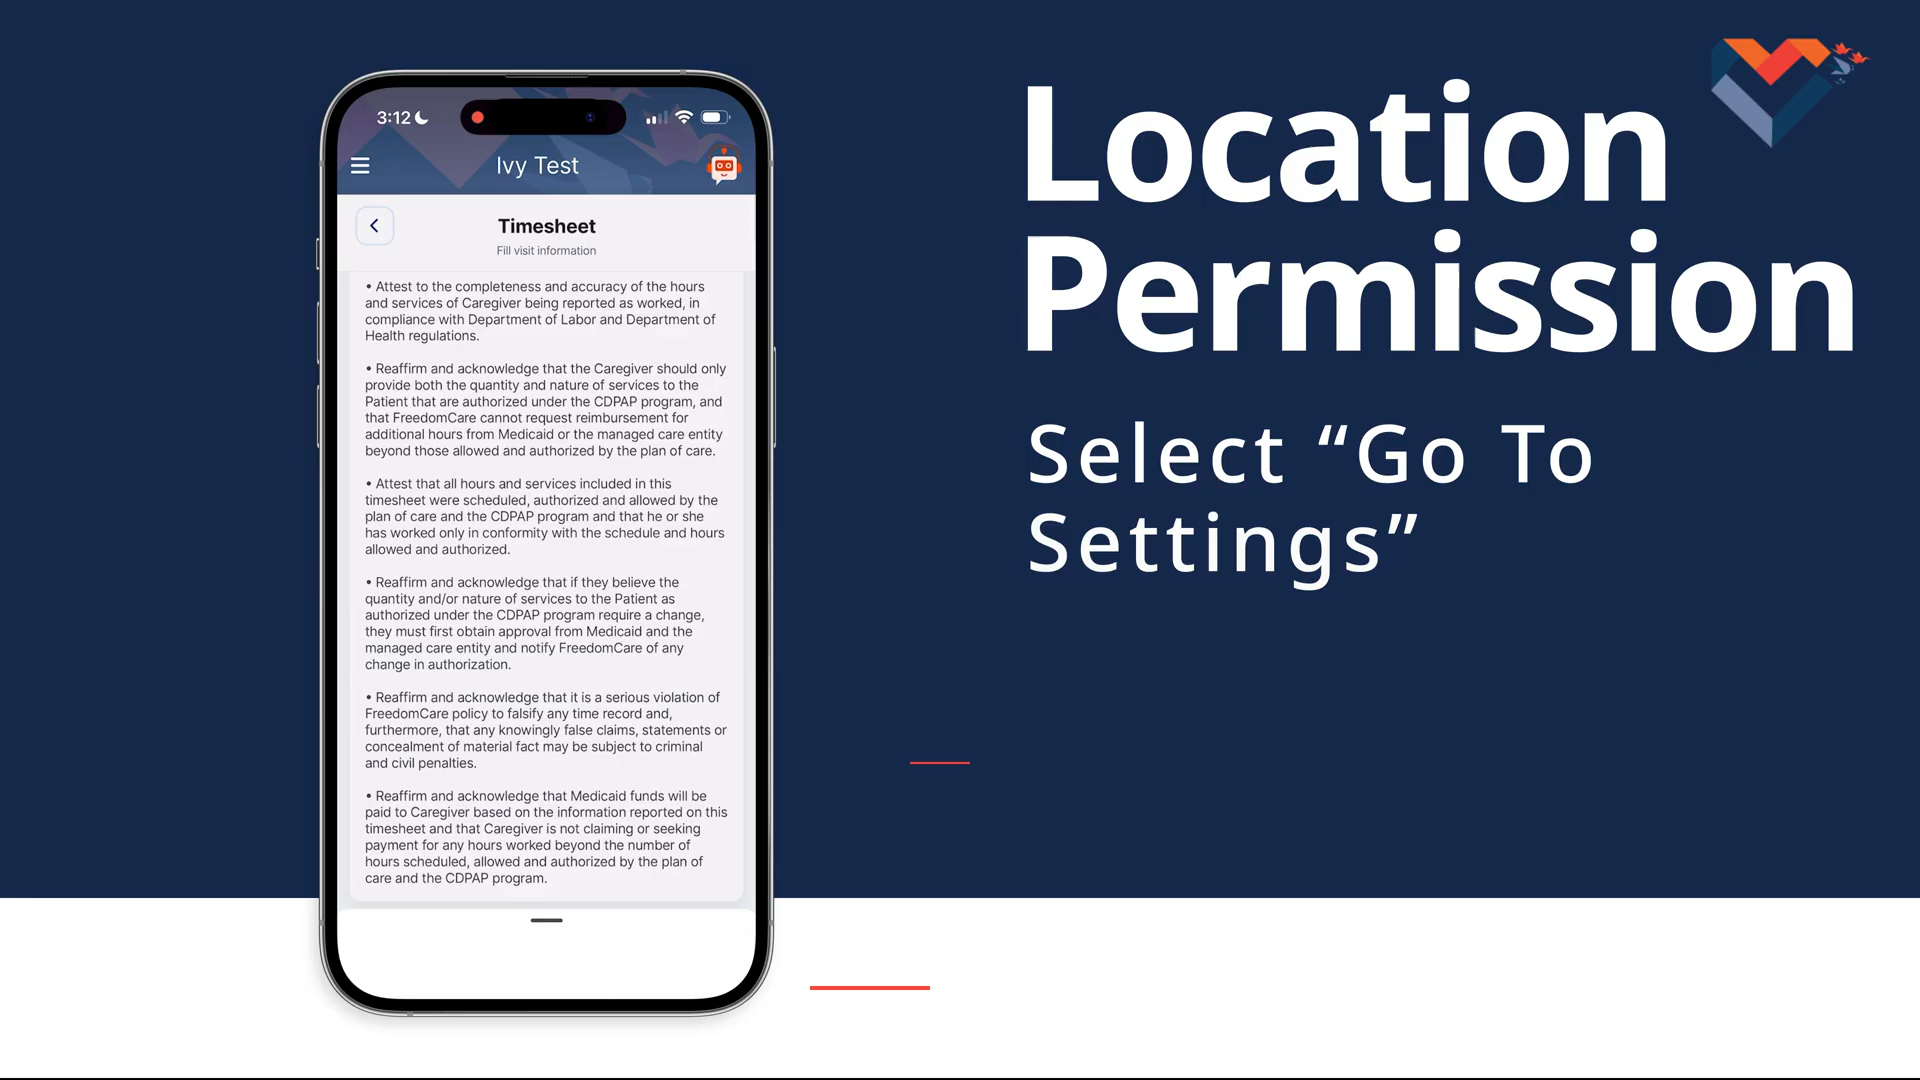 3:12
Ivy Test
Timesheet
Fill visit information
• Attest to the completeness and accuracy of the hours
and services of Caregiver being reported as worked, in
compliance with Department of Labor and Department of
Health regulations.
• Reaffirm and acknowledge that the Caregiver should only
provide both the quantity and nature of services to the
Patient that are authorized under the CDPAP program, and
that FreedomCare cannot request reimbursement for
additional hours from Medicaid or the managed care entity
beyond those allowed and authorized by the plan of care.
• Attest that all hours and services included in this
timesheet were scheduled, authorized and allowed by the
plan of care and the CDPAP program and that he or she
has worked only in conformity with the schedule and hours
allowed and authorized.
• Reaffirm and acknowledge that if they believe the
quantity and/or nature of services to the Patient as
authorized under the CDPAP program require a change,
they must first obtain approval from Medicaid and the
managed care entity and notify FreedomCare of any
change in authorization.
• Reaffirm and acknowledge that it is a serious violation of
FreedomCare policy to falsify any time record and,
furthermore, that any knowingly false claims, statements or
concealment of material fact may be subject to criminal
and civil penalties.
• Reaffirm and acknowledge that Medicaid funds will be
paid to Caregiver based on the information reported on this
timesheet and that Caregiver is not claiming or seeking
payment for any hours worked beyond the number of
hours scheduled, allowed and authorized by the plan of
care and the CDPAP program.
Location
Permission
Select “Go To
Settings”